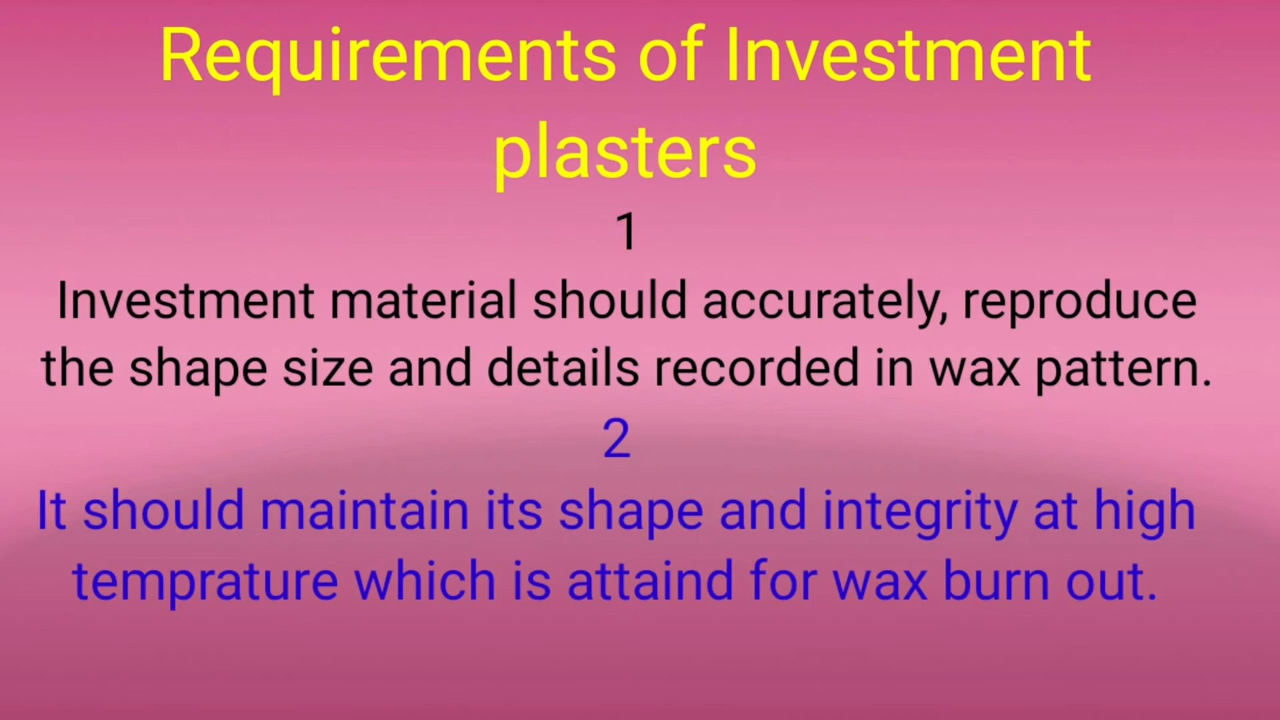 Requirements of Investment
plasters
1
Investment material should accurately, reproduce
the shape size and details recorded in wax pattern.
2
It should maintain its shape and integrity at high
temprature which is attaind for wax burn out.